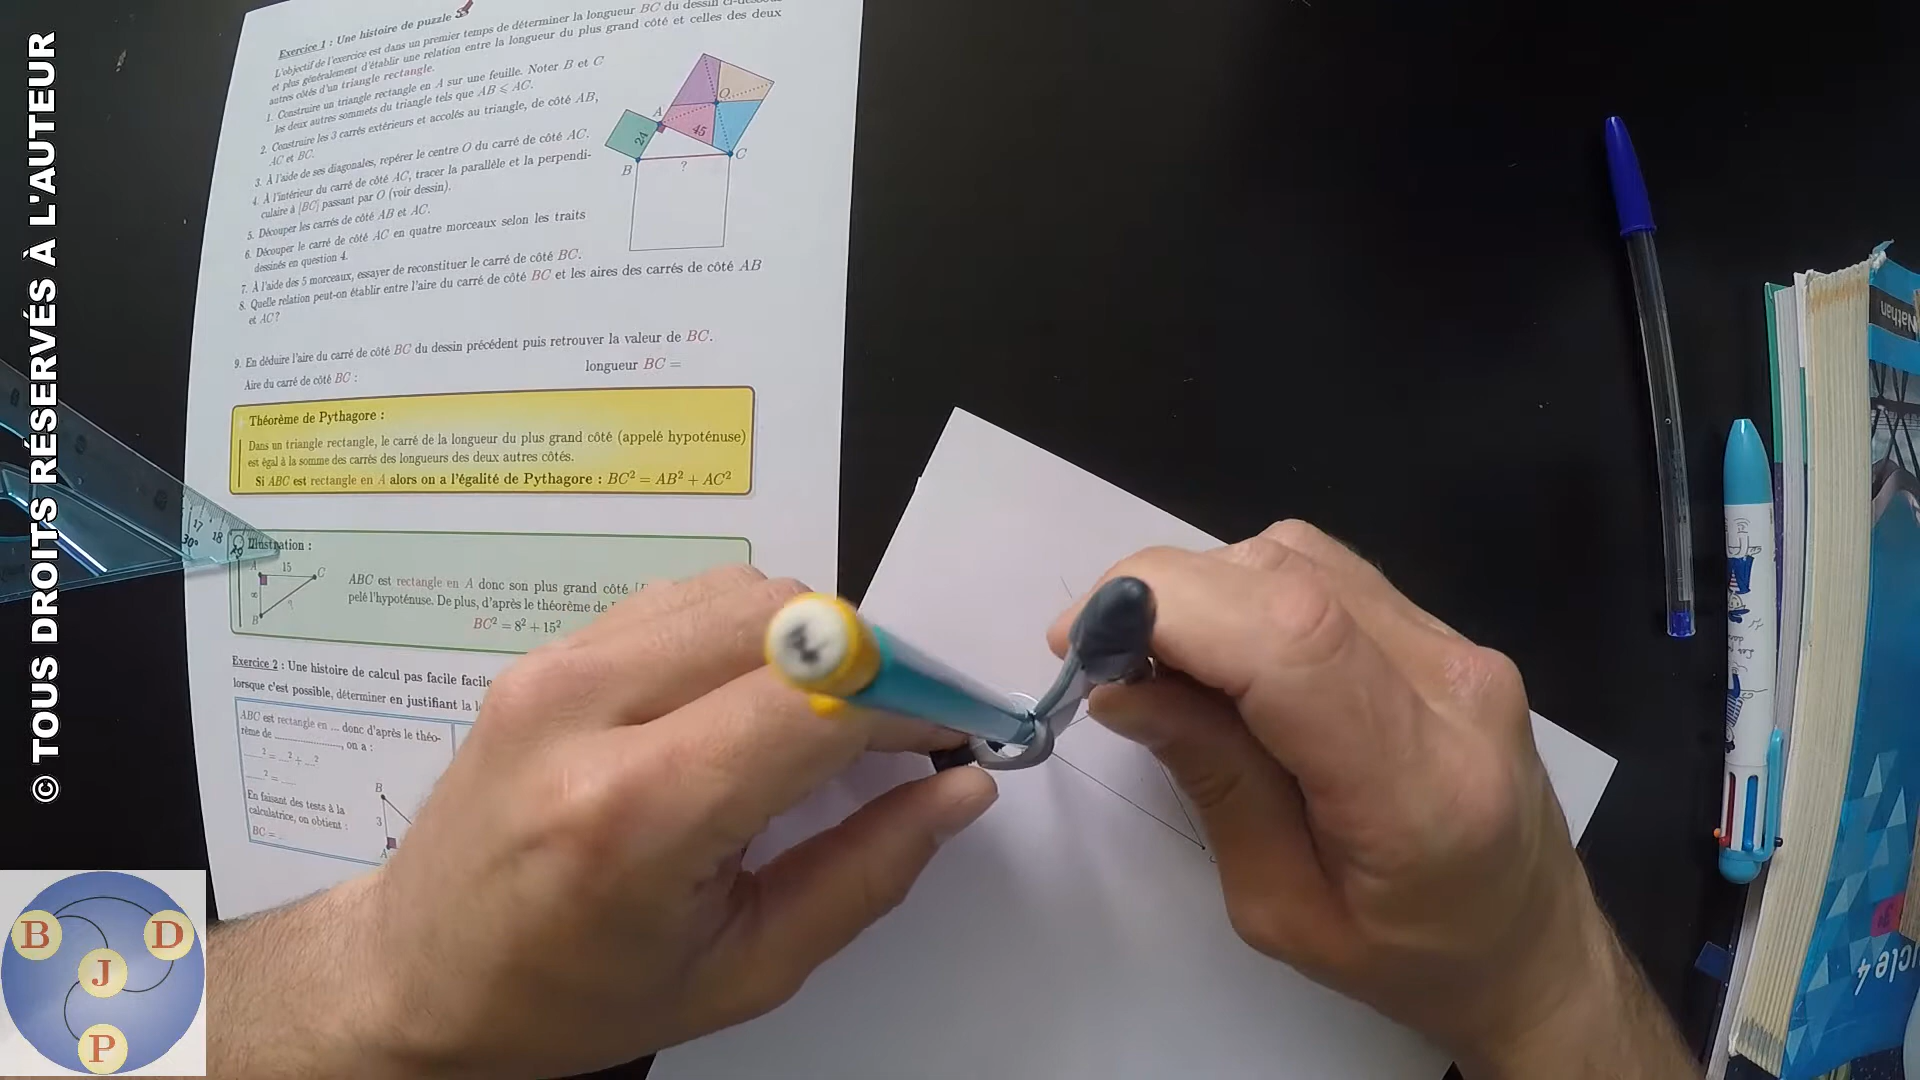 © TOUS DROITS RÉSERVÉS À L'AUTEUR
Exercice 1 : Une histoire de puzzle
L'objectif de l'exercice est dans un premier temps de déterminer la longueur BC du dessin
et plus généralement d'établir une relation entre la longueur du plus grand côté et celles des deux
autres côtés d'un triangle rectangle.
1. Construire un triangle rectangle en A sur une feuille. Noter B et C
les deux autres sommets du triangle tels que AB ⩽ AC.
2. Construire les 3 carrés extérieurs et accolés au triangle, de côté AB,
AC et BC.
3. À l'aide de ses diagonales, repérer le centre O du carré de côté AC.
4. À l'intérieur du carré de côté AC, tracer la parallèle et la perpendi-
culaire à [BC] passant par O (voir dessin).
5. Découper les carrés de côté AB et AC.
6. Découper le carré de côté AC en quatre morceaux selon les traits
dessinés en question 4.
7. À l'aide des 5 morceaux, essayer de reconstituer le carré de côté BC.
8. Quelle relation peut-on établir entre l'aire du carré de côté BC et les aires des carrés de côté AB
et AC?
A
O
24
45
B
?
C
9. En déduire l'aire du carré de côté BC du dessin précédent puis retrouver la valeur de BC.
Aire du carré de côté BC :
longueur BC =
Théorème de Pythagore :
Dans un triangle rectangle, le carré de la longueur du plus grand côté (appelé hypoténuse)
est égal à la somme des carrés des longueurs des deux autres côtés.
Si ABC est rectangle en A alors on a l'égalité de Pythagore : BC² = AB² + AC²
17
18
30°
Illustration :
A
15
C
8
?
B
ABC est rectangle en A donc son plus grand côté
pelé l'hypoténuse. De plus, d'après le théorème de
BC² = 8² + 15²
Exercice 2 : Une histoire de calcul pas facile facile
lorsque c'est possible, déterminer en justifiant la
ABC est rectangle en ... donc d'après le théo-
rème de ............, on a :
...² = ...² + ...²
...² = ...
En faisant des tests à la
calculatrice, on obtient :
BC = ..
B
3
A
Nathan
cycle 4
B
D
J
P